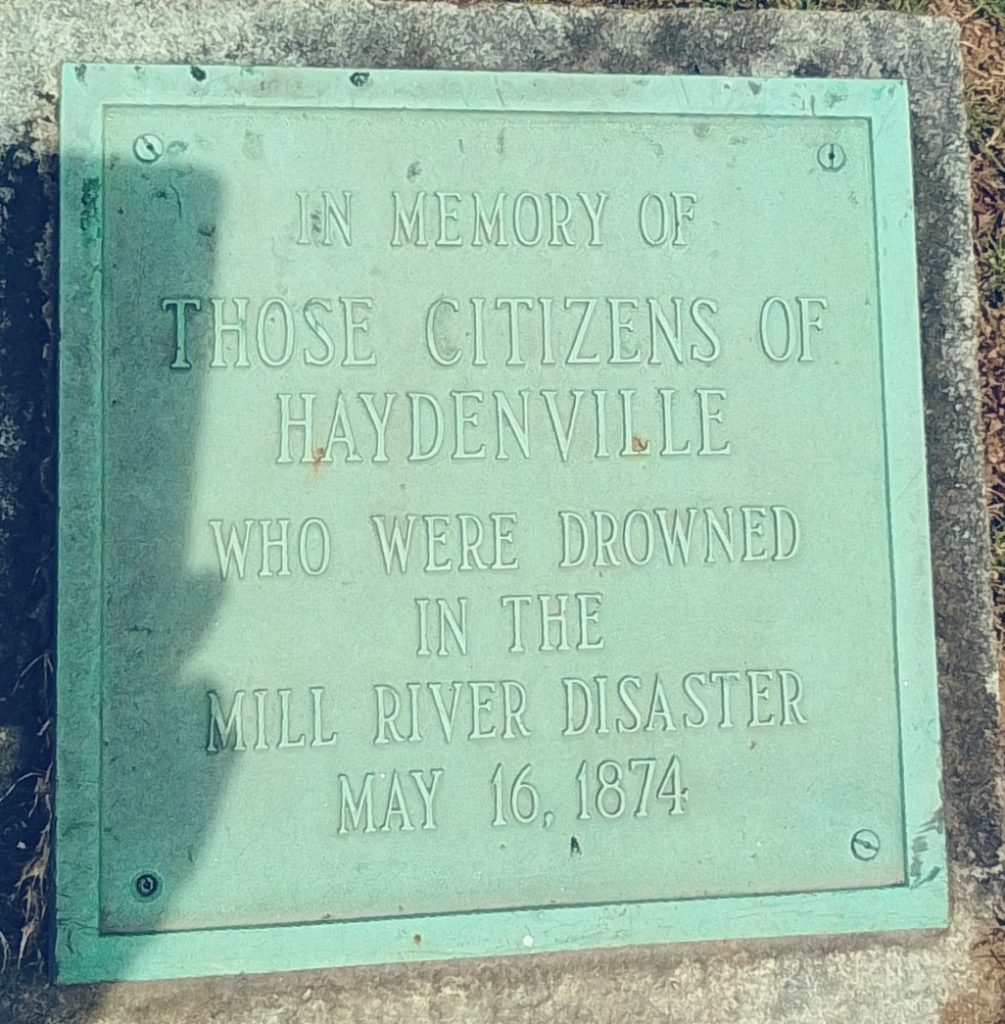 IN MEMORY OF
THOSE CITIZENS OF
HAYDENVILLE
WHO WERE DROWNED
IN THE
MILL RIVER DISASTER
MAY 16, 1874